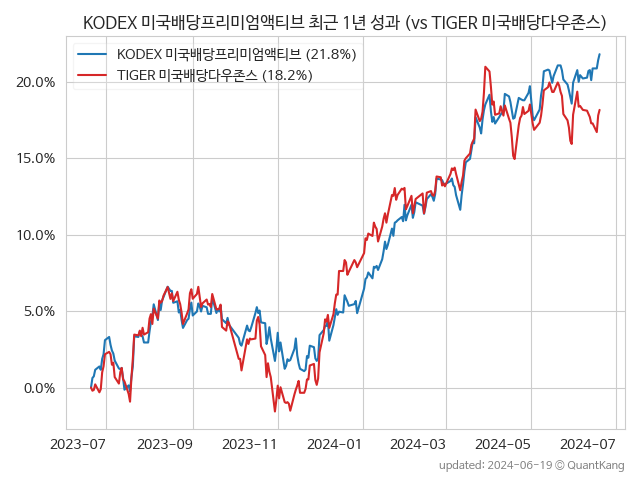 KODEX 미국배당프리미엄액티브 최근 1년 성과 (vs TIGER 미국배당다우존스)
KODEX 미국배당프리미엄액티브 (21.8%)
TIGER 미국배당다우존스 (18.2%)
20.0%
15.0%
10.0%
5.0%
0.0%
2023-07 2023-09 2023-11 2024-01 2024-03 2024-05 2024-07
updated: 2024-06-19 © QuantKang